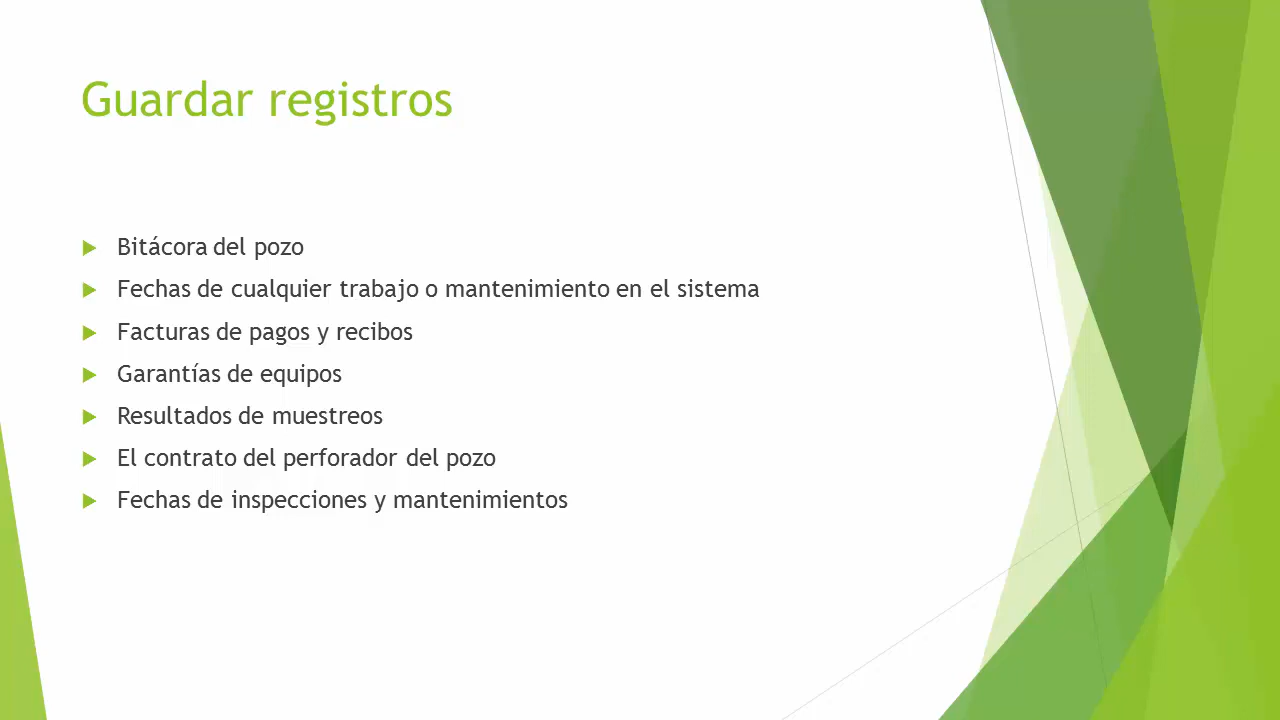 Guardar registros
Bitácora del pozo
Fechas de cualquier trabajo o mantenimiento en el sistema
Facturas de pagos y recibos
Garantías de equipos
Resultados de muestreos
El contrato del perforador del pozo
Fechas de inspecciones y mantenimientos